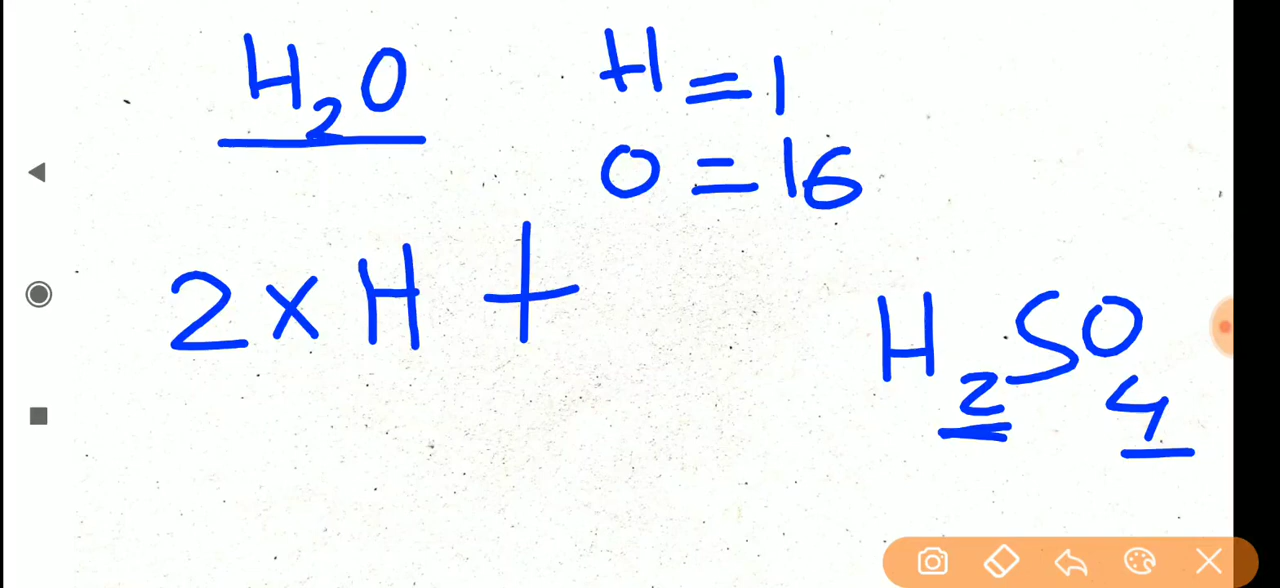 H₂O
H = 1
O = 16
2 × H +
H₂SO₄